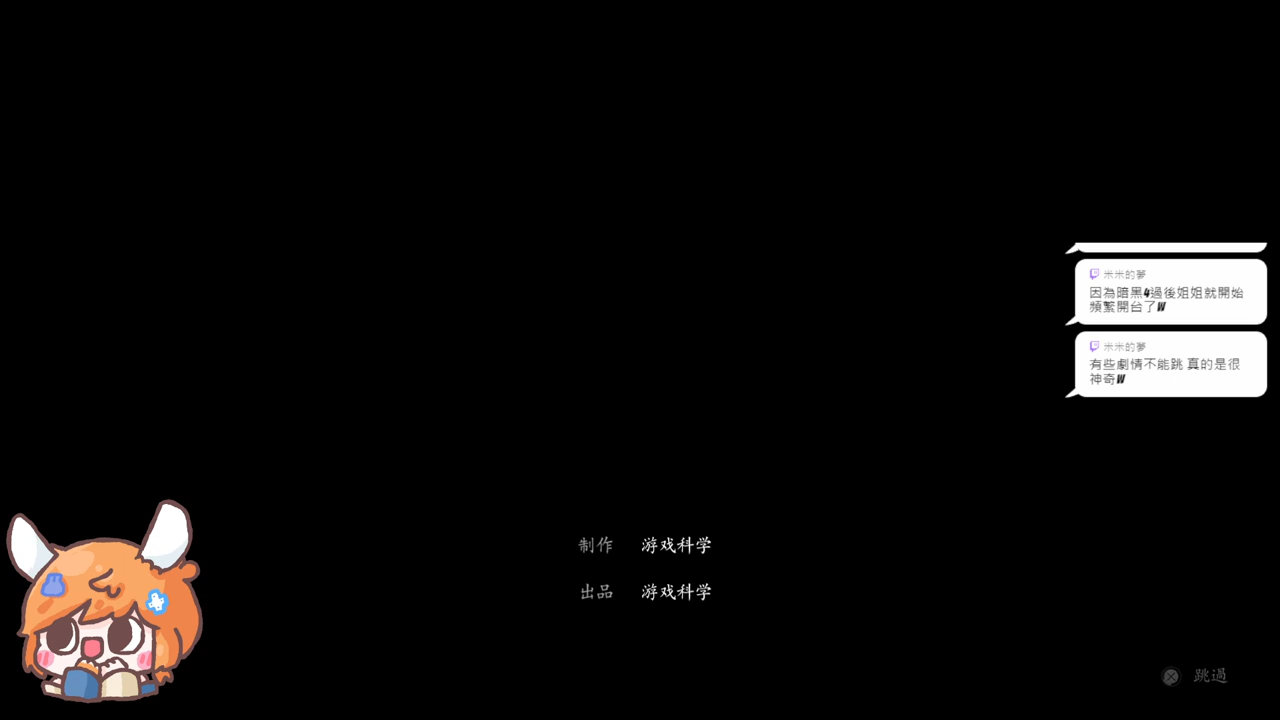 米米的夢
因為暗黑4過後姐姐就開始
頻繁開台了W
米米的夢
有些劇情不能跳 真的是很
神奇W
制作 游戏科学
出品 游戏科学
跳過